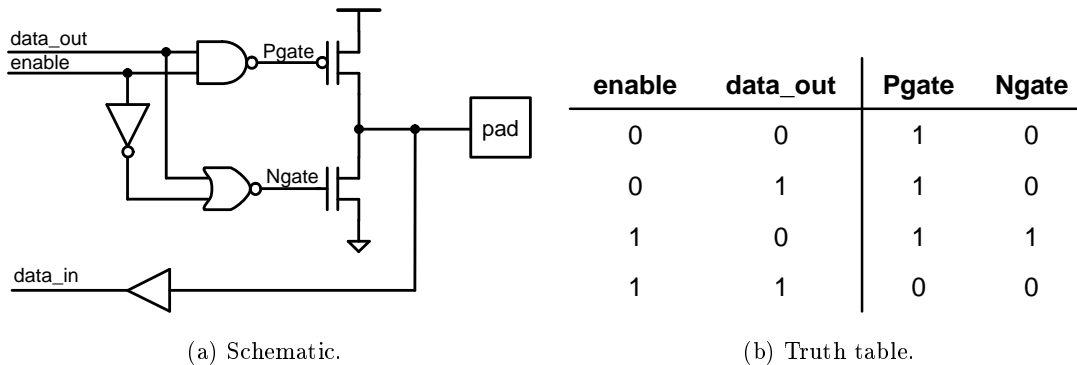 data_out
enable
Pgate
pad
Ngate
data_in
(a) Schematic.
enable data_out Pgate Ngate
0 0 1 0
0 1 1 0
1 0 1 1
1 1 0 0
(b) Truth table.